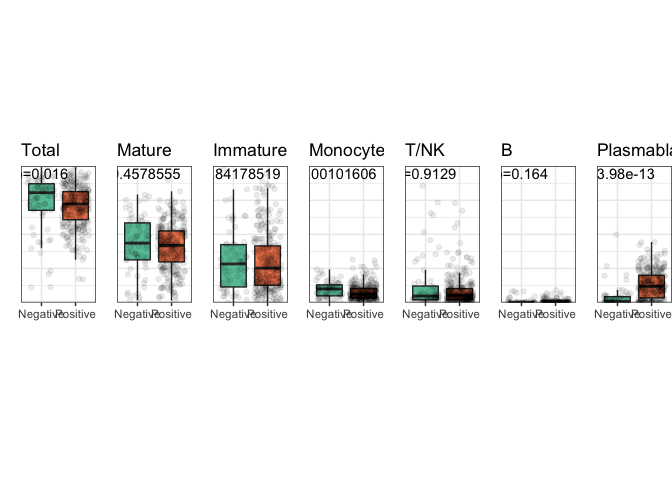 Total
Mature
Immature
Monocyte
T/NK
B
Plasmabla
=0.016
.4578555
84178519
00101606
=0.9129
=0.164
3.98e-13
Negative Positive
Negative Positive
Negative Positive
Negative Positive
Negative Positive
Negative Positive
Negative Positive